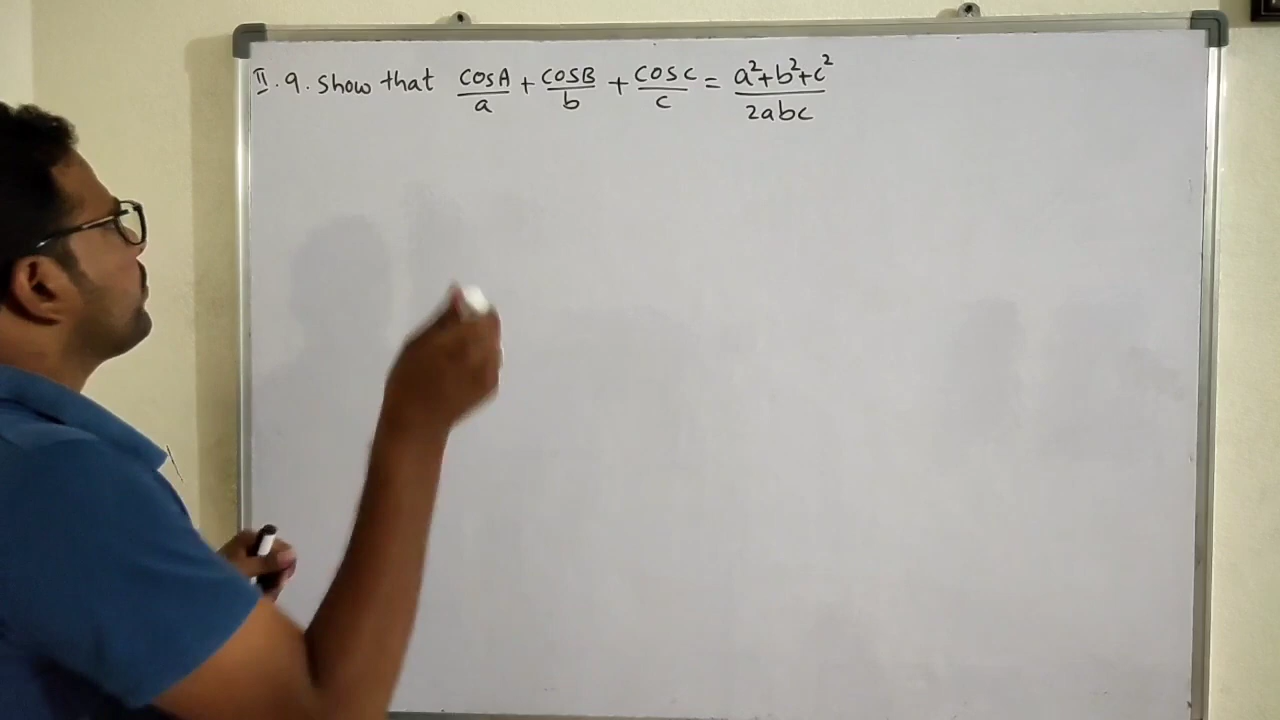 II. 9. Show that cosA/a + cosB/b + cosc/c = a²+b²+c²/2abc